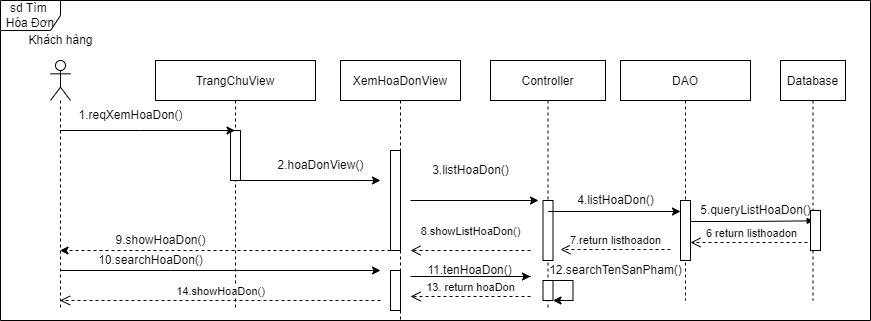 sd Tìm
Hóa Đơn
Khách hàng
TrangChuView
XemHoaDonView
Controller
DAO
Database
1.reqXemHoaDon()
2.hoaDonView()
3.listHoaDon()
4.listHoaDon()
5.queryListHoaDon()
6 return listhoadon
7.return listhoadon
8.showListHoaDon()
9.showHoaDon()
10.searchHoaDon()
11.tenHoaDon()
12.searchTenSanPham()
13. return hoaDon
14.showHoaDon()